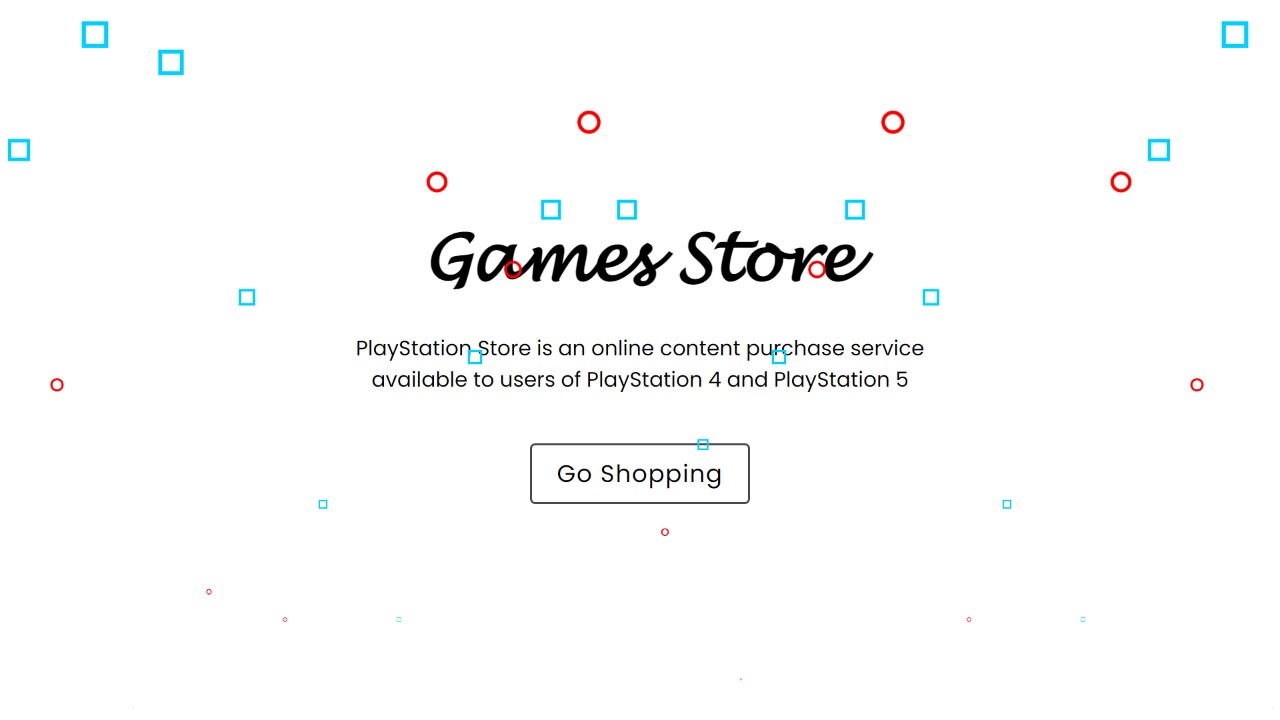 Games Store
PlayStation Store is an online content purchase service
available to users of PlayStation 4 and PlayStation 5
Go Shopping